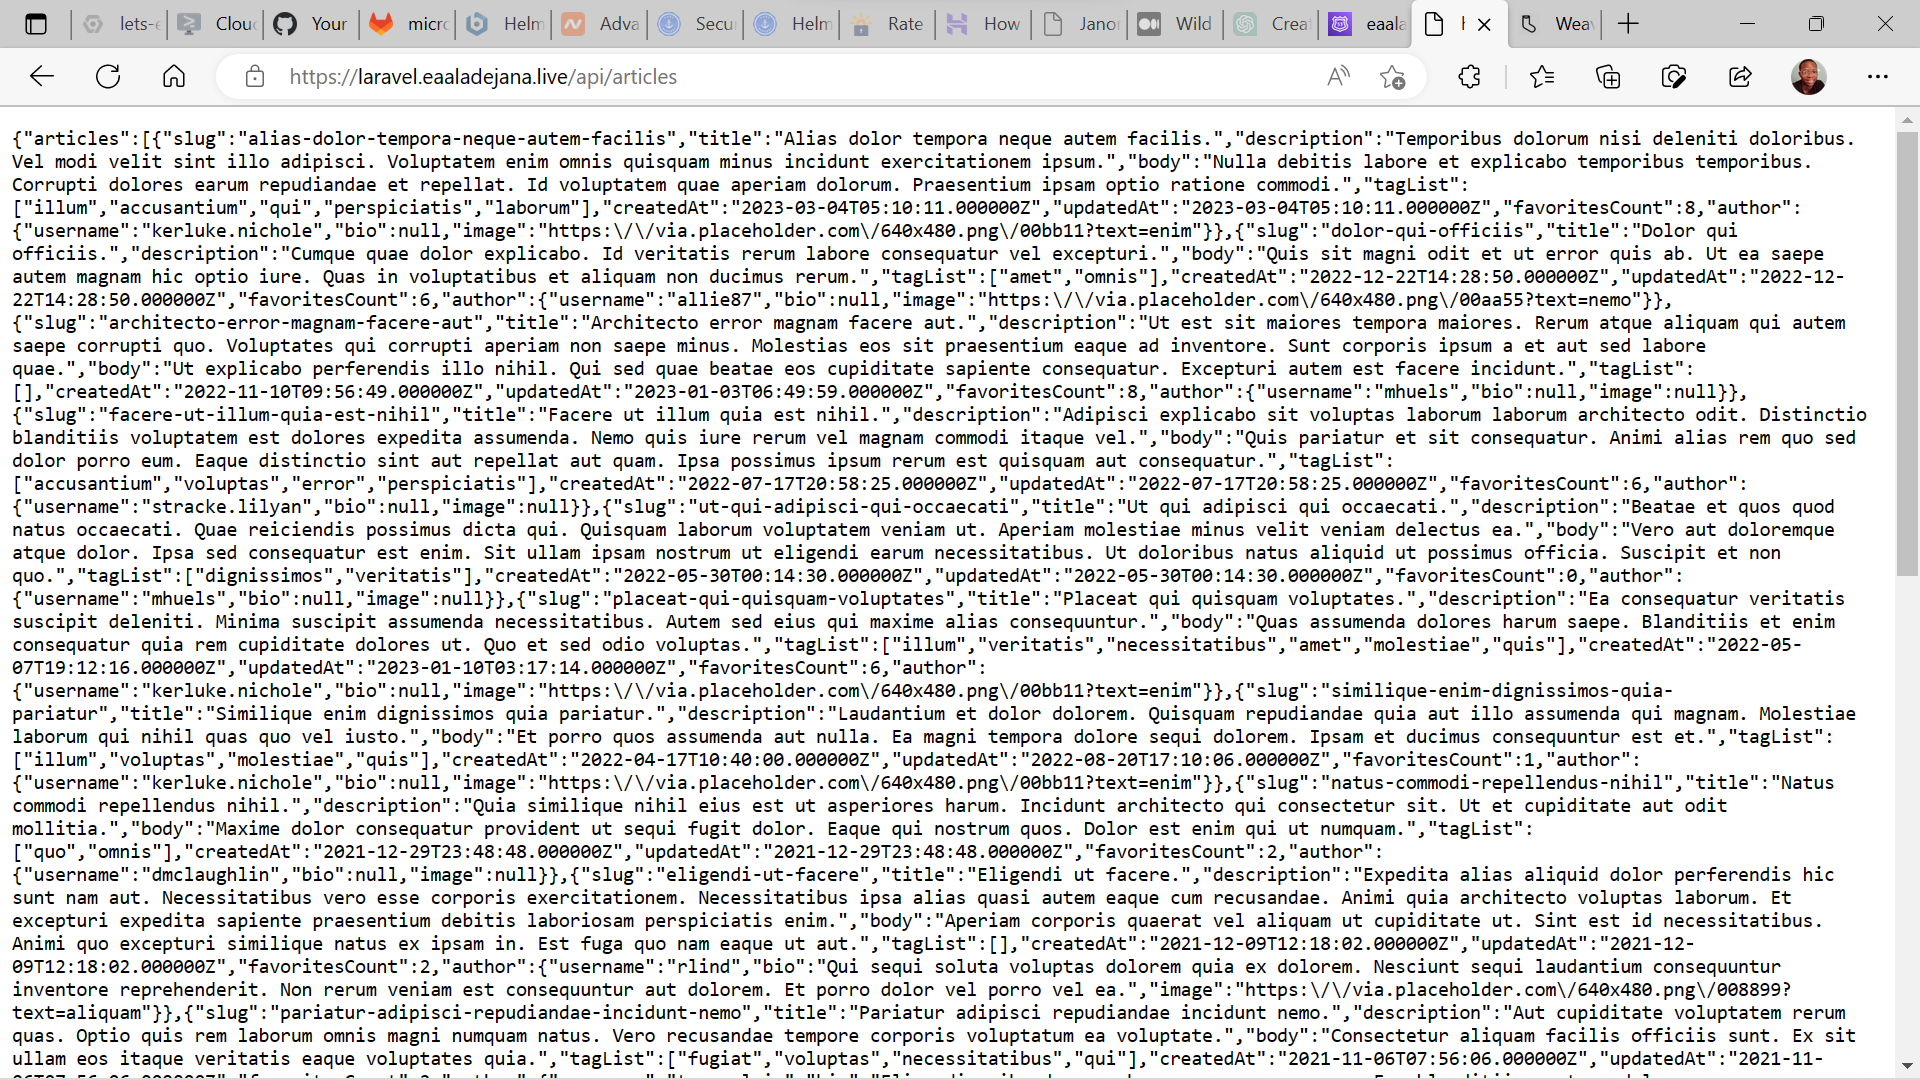 lets-e
Clou
Your
micro
Helm
Adva
Secur
Helm
Rate
How
Janor
Wild
Creat
eaala
Wea
https://laravel.eaaladejana.live/api/articles
{"articles":[{"slug":"alias-dolor-tempora-neque-autem-facilis","title":"Alias dolor tempora neque autem facilis.","description":"Temporibus dolorum nisi deleniti doloribus.
Vel modi velit sint illo adipisci. Voluptatem enim omnis quisquam minus incidunt exercitationem ipsum.","body":"Nulla debitis labore et explicabo temporibus temporibus.
Corrupti dolores earum repudiandae et repellat. Id voluptatem quae aperiam dolorum. Praesentium ipsam optio ratione commodi.","tagList":
["illum","accusantium","qui","perspiciatis","laborum"],"createdAt":"2023-03-04T05:10:11.000000Z","updatedAt":"2023-03-04T05:10:11.000000Z","favoritesCount":8,"author":
{"username":"kerluke.nichole","bio":null,"image":"https:\/\/via.placeholder.com\/640x480.png\/00bb11?text=enim"}},{"slug":"dolor-qui-officiis","title":"Dolor qui
officiis.","description":"Cumque quae dolor explicabo. Id veritatis rerum labore consequatur vel excepturi.","body":"Quis sit magni odit et ut error quis ab. Ut ea saepe
autem magnam hic optio iure. Quas in voluptatibus et aliquam non ducimus rerum.","tagList":["amet","omnis"],"createdAt":"2022-12-22T14:28:50.000000Z","updatedAt":"2022-12-
22T14:28:50.000000Z","favoritesCount":6,"author":{"username":"allie87","bio":null,"image":"https:\/\/via.placeholder.com\/640x480.png\/00aa55?text=nemo"}},
{"slug":"architecto-error-magnam-facere-aut","title":"Architecto error magnam facere aut.","description":"Ut est sit maiores tempora maiores. Rerum atque aliquam qui autem
saepe corrupti quo. Voluptates qui corrupti aperiam non saepe minus. Molestias eos sit praesentium eaque ad inventore. Sunt corporis ipsum a et aut sed labore
quae.","body":"Ut explicabo perferendis illo nihil. Qui sed quae beatae eos cupiditate sapiente consequatur. Excepturi autem est facere incidunt.","tagList":
[],"createdAt":"2022-11-10T09:56:49.000000Z","updatedAt":"2023-01-03T06:49:59.000000Z","favoritesCount":8,"author":{"username":"mhuels","bio":null,"image":null}},
{"slug":"facere-ut-illum-quia-est-nihil","title":"Facere ut illum quia est nihil.","description":"Adipisci explicabo sit voluptas laborum laborum architecto odit. Distinctio
blanditiis voluptatem est dolores expedita assumenda. Nemo quis iure rerum vel magnam commodi itaque vel.","body":"Quis pariatur et sit consequatur. Animi alias rem quo sed
dolor porro eum. Eaque distinctio sint aut repellat aut quam. Ipsa possimus ipsum rerum est quisquam aut consequatur.","tagList":
["accusantium","voluptas","error","perspiciatis"],"createdAt":"2022-07-17T20:58:25.000000Z","updatedAt":"2022-07-17T20:58:25.000000Z","favoritesCount":6,"author":
{"username":"stracke.lilyan","bio":null,"image":null}},{"slug":"ut-qui-adipisci-qui-occaecati","title":"Ut qui adipisci qui occaecati.","description":"Beatae et quos quod
natus occaecati. Quae reiciendis possimus dicta qui. Quisquam laborum voluptatem veniam ut. Aperiam molestiae minus velit veniam delectus ea.","body":"Vero aut doloremque
atque dolor. Ipsa sed consequatur est enim. Sit ullam ipsam nostrum ut eligendi earum necessitatibus. Ut doloribus natus aliquid ut possimus officia. Suscipit et non
quo.","tagList":["dignissimos","veritatis"],"createdAt":"2022-05-30T00:14:30.000000Z","updatedAt":"2022-05-30T00:14:30.000000Z","favoritesCount":0,"author":
{"username":"mhuels","bio":null,"image":null}},{"slug":"placeat-qui-quisquam-voluptates","title":"Placeat qui quisquam voluptates.","description":"Ea consequatur veritatis
suscipit deleniti. Minima suscipit assumenda necessitatibus. Autem sed eius qui maxime alias consequuntur.","body":"Quas assumenda dolores harum saepe. Blanditiis et enim
consequatur quia rem cupiditate dolores ut. Quo et sed odio voluptas.","tagList":["illum","veritatis","necessitatibus","amet","molestiae","quis"],"createdAt":"2022-05-
07T19:12:16.000000Z","updatedAt":"2023-01-10T03:17:14.000000Z","favoritesCount":6,"author":
{"username":"kerluke.nichole","bio":null,"image":"https:\/\/via.placeholder.com\/640x480.png\/00bb11?text=enim"}},{"slug":"similique-enim-dignissimos-quia-
pariatur","title":"Similique enim dignissimos quia pariatur.","description":"Laudantium et dolor dolorem. Quisquam repudiandae quia aut illo assumenda qui magnam. Molestiae
laborum qui nihil quas quo vel iusto.","body":"Et porro quos assumenda aut nulla. Ea magni tempora dolore sequi dolorem. Ipsam et ducimus consequuntur est et.","tagList":
["illum","voluptas","molestiae","quis"],"createdAt":"2022-04-17T10:40:00.000000Z","updatedAt":"2022-08-20T17:10:06.000000Z","favoritesCount":1,"author":
{"username":"kerluke.nichole","bio":null,"image":"https:\/\/via.placeholder.com\/640x480.png\/00bb11?text=enim"}},{"slug":"natus-commodi-repellendus-nihil","title":"Natus
commodi repellendus nihil.","description":"Quia similique nihil eius est ut asperiores harum. Incidunt architecto qui consectetur sit. Ut et cupiditate aut odit
mollitia.","body":"Maxime dolor consequatur provident ut sequi fugit dolor. Eaque qui nostrum quos. Dolor est enim qui ut numquam.","tagList":
["quo","omnis"],"createdAt":"2021-12-29T23:48:48.000000Z","updatedAt":"2021-12-29T23:48:48.000000Z","favoritesCount":2,"author":
{"username":"dmclaughlin","bio":null,"image":null}},{"slug":"eligendi-ut-facere","title":"Eligendi ut facere.","description":"Expedita alias aliquid dolor perferendis hic
sunt nam aut. Necessitatibus vero esse corporis exercitationem. Necessitatibus ipsa alias quasi autem eaque cum recusandae. Animi quia architecto voluptas laborum. Et
excepturi expedita sapiente praesentium debitis laboriosam perspiciatis enim.","body":"Aperiam corporis quaerat vel aliquam ut cupiditate ut. Sint est id necessitatibus.
Animi quo excepturi similique natus ex ipsam in. Est fuga quo nam eaque ut aut.","tagList":[],"createdAt":"2021-12-09T12:18:02.000000Z","updatedAt":"2021-12-
09T12:18:02.000000Z","favoritesCount":2,"author":{"username":"rlind","bio":"Qui sequi soluta voluptas dolorem quia ex dolorem. Nesciunt sequi laudantium consequuntur
inventore reprehenderit. Non rerum veniam est consequuntur aut dolorem. Et porro dolor vel porro vel ea.","image":"https:\/\/via.placeholder.com\/640x480.png\/008899?
text=aliquam"}},{"slug":"pariatur-adipisci-repudiandae-incidunt-nemo","title":"Pariatur adipisci repudiandae incidunt nemo.","description":"Aut cupiditate voluptatem rerum
quas. Optio quis rem laborum omnis magni numquam natus. Vero recusandae tempore corporis voluptatum ea voluptate.","body":"Consectetur aliquam facilis officiis sunt. Ex sit
ullam eos itaque veritatis eaque voluptates quia.","tagList":["fugiat","voluptas","necessitatibus","qui"],"createdAt":"2021-11-06T07:56:06.000000Z","updatedAt":"2021-11-